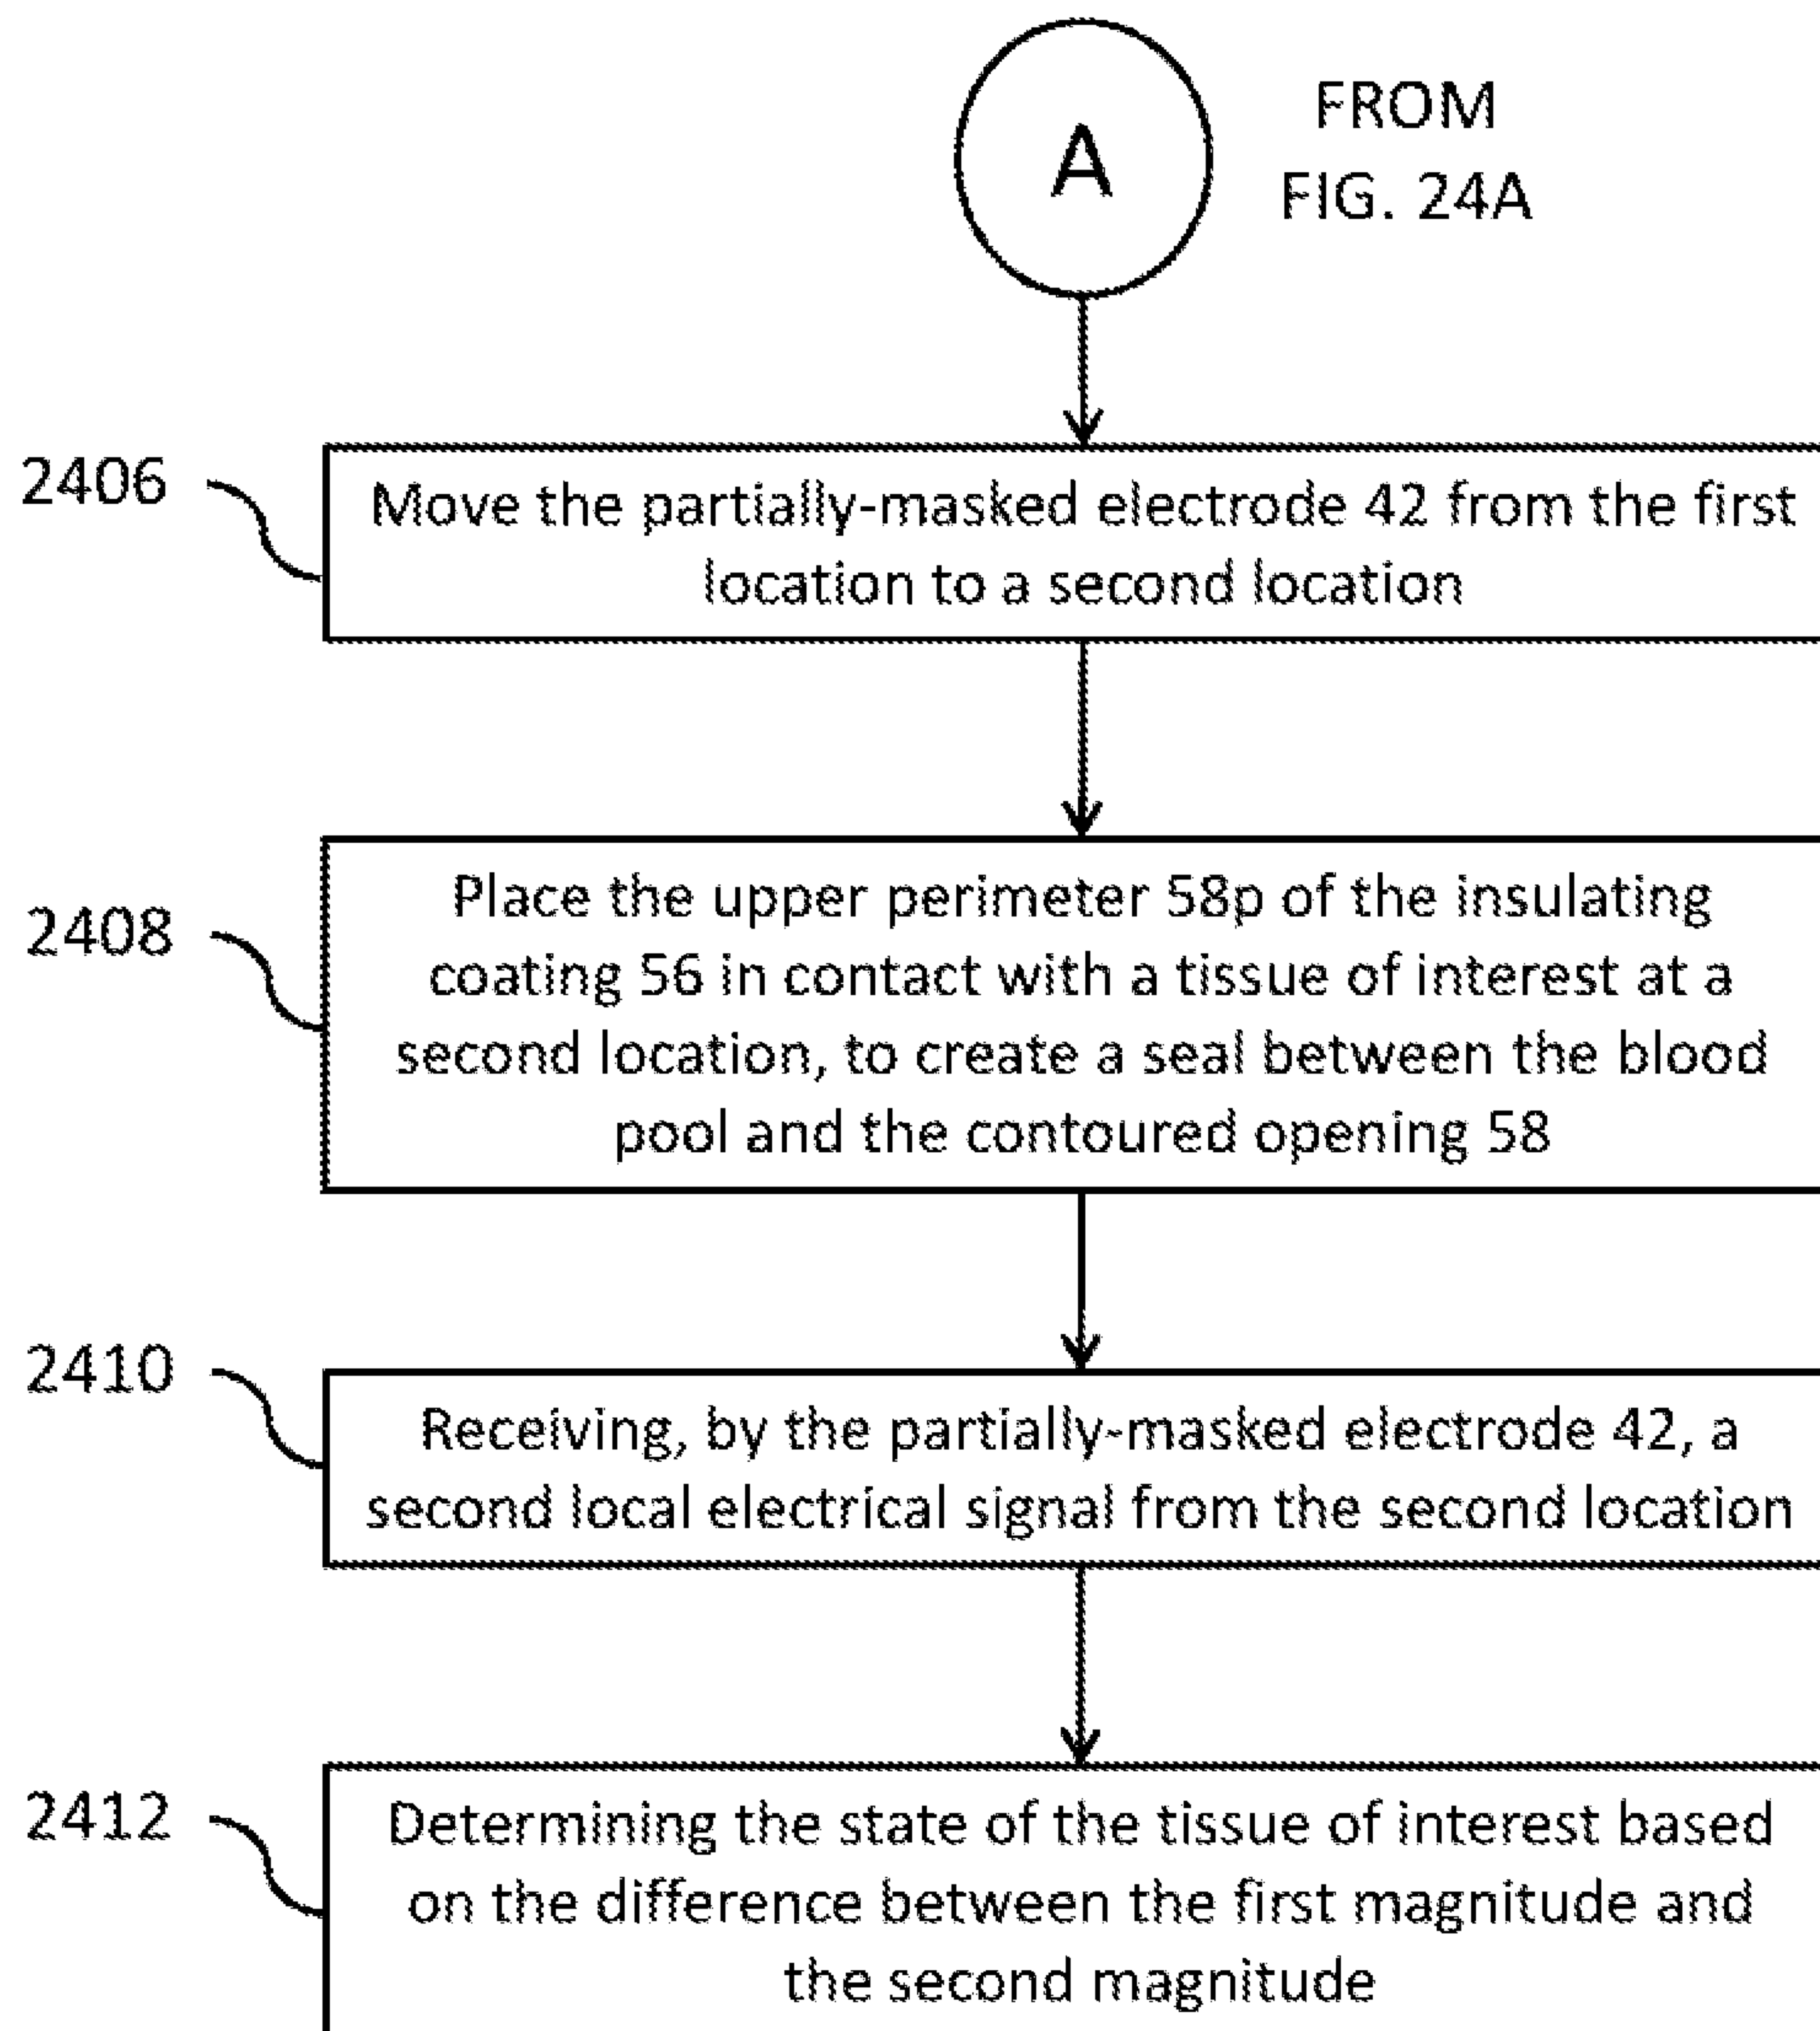 A
FROM
FIG. 24A
2406
Move the partially-masked electrode 42 from the first
location to a second location
2408
Place the upper perimeter 58p of the insulating
coating 56 in contact with a tissue of interest at a
second location, to create a seal between the blood
pool and the contoured opening 58
2410
Receiving, by the partially-masked electrode 42, a
second local electrical signal from the second location
2412
Determining the state of the tissue of interest based
on the difference between the first magnitude and
the second magnitude